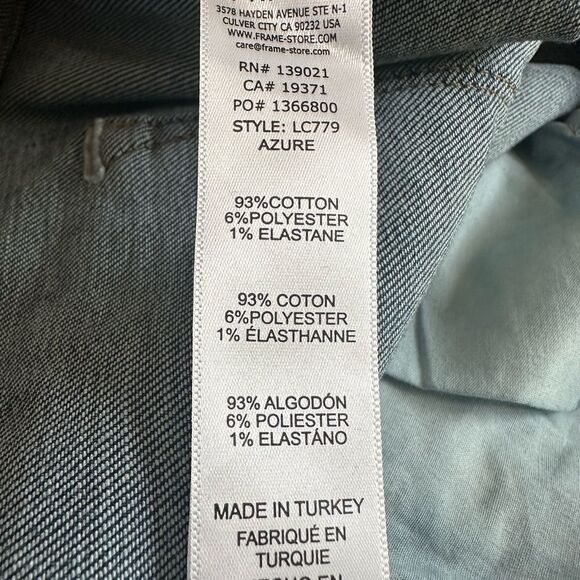 3578 HAYDEN AVENUE STE N-1
CULVER CITY CA 90232 USA
WWW.FRAME-STORE.COM
care@frame-store.com
RN# 139021
CA# 19371
PO# 1366800
STYLE: LC779
AZURE
93%COTTON
6%POLYESTER
1% ELASTANE
93% COTON
6%POLYESTER
1% ÉLASTHANNE
93% ALGODÓN
6% POLIESTER
1% ELASTÁNO
MADE IN TURKEY
FABRIQUÉ EN
TURQUIE